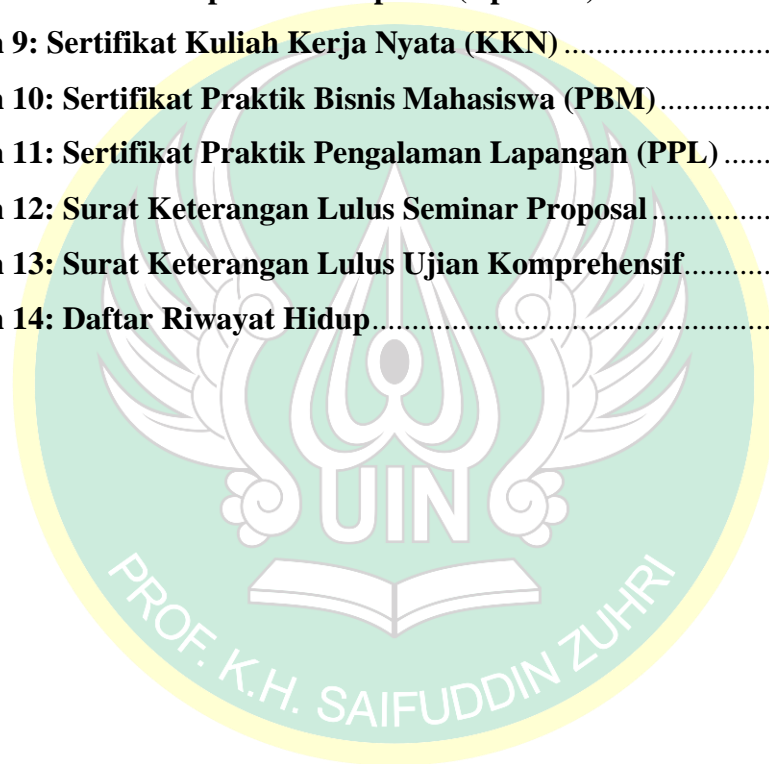 9: Sertifikat Kuliah Kerja Nyata (KKN)........................
10: Sertifikat Praktik Bisnis Mahasiswa (PBM)..............
11: Sertifikat Praktik Pengalaman Lapangan (PPL)......
12: Surat Keterangan Lulus Seminar Proposal...............
13: Surat Keterangan Lulus Ujian Komprehensif..........
14: Daftar Riwayat Hidup...................................................
UIN
PROF. K.H. SAIFUDDIN ZUHRI